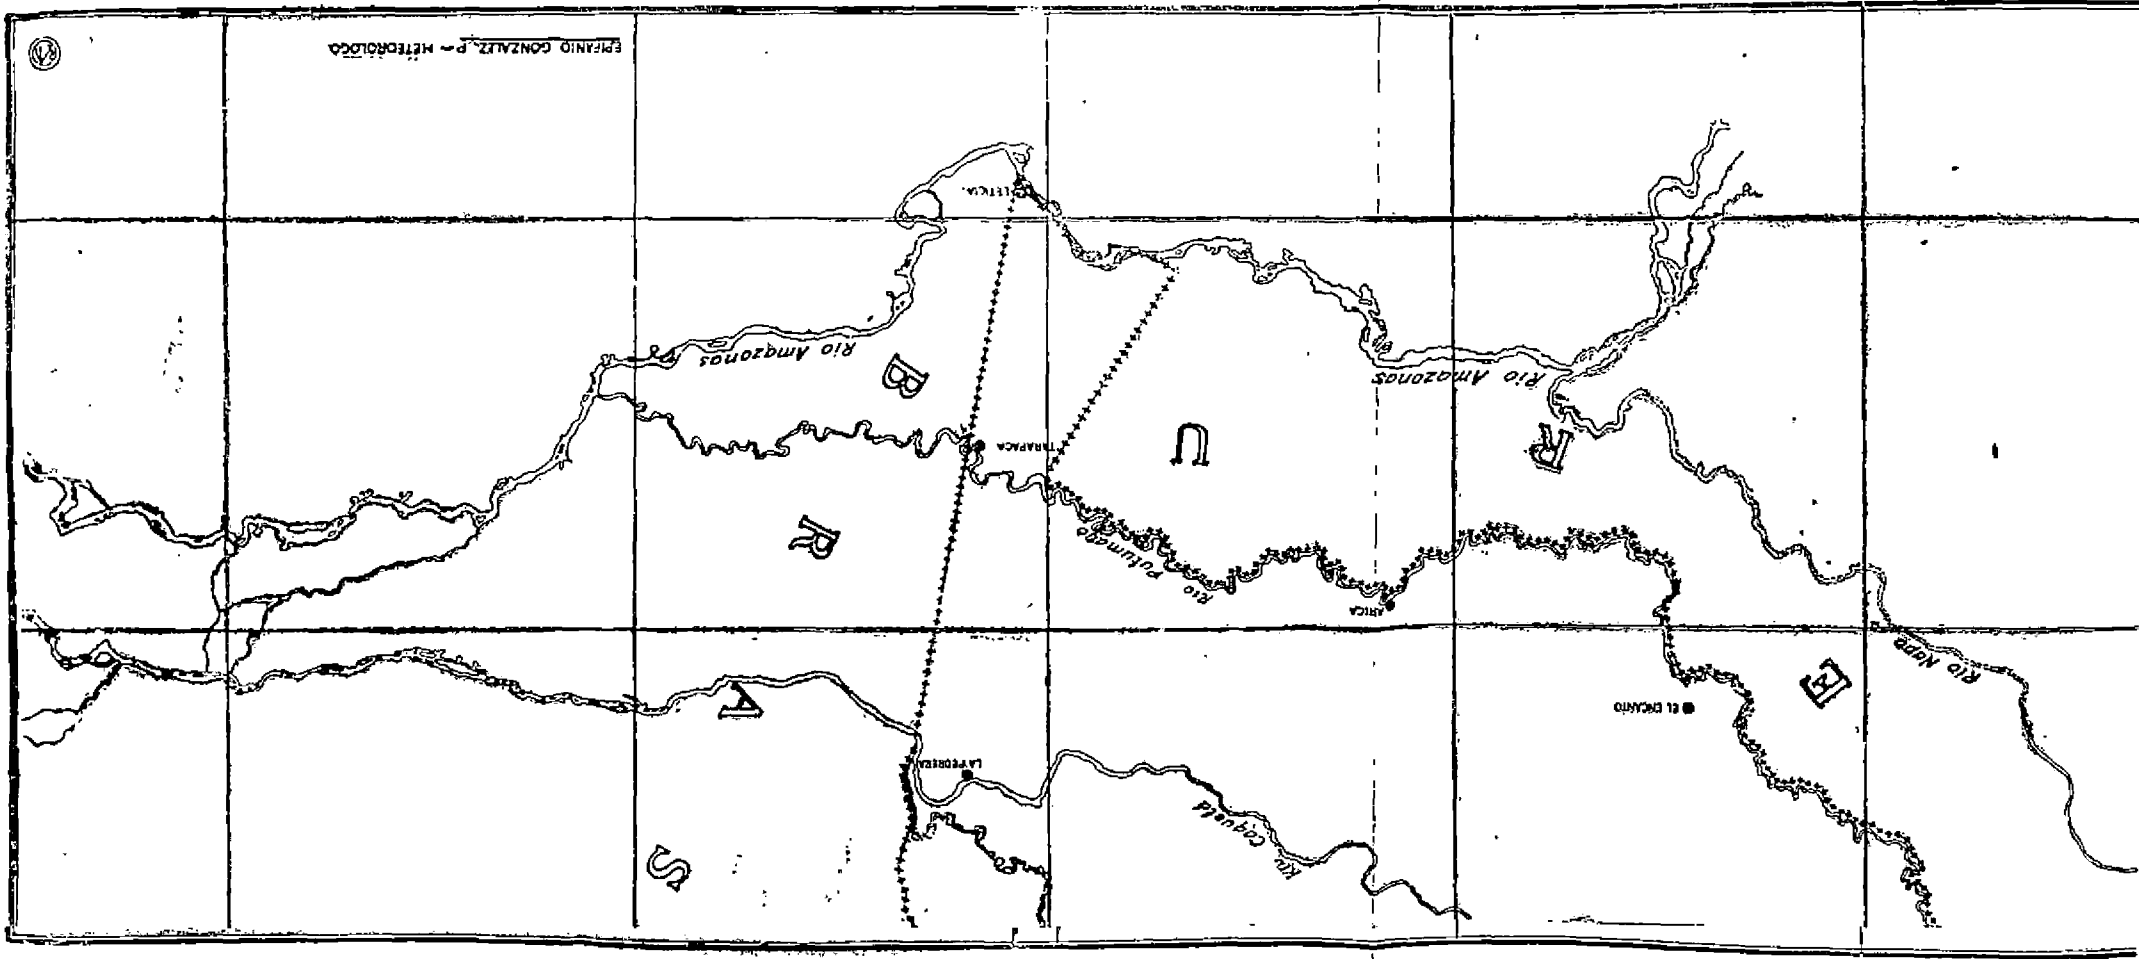 EPIFANIO GONZALEZ, P — METEOROLOGO
LETICIA.
Rio Amazonas
Rio Amazonas
TARAPACA
Rio Putumayo
ARICA
Rio Napo
EL ENCANTO
LA PEDRERA
Rio Caqueta
P E R U
B R A S